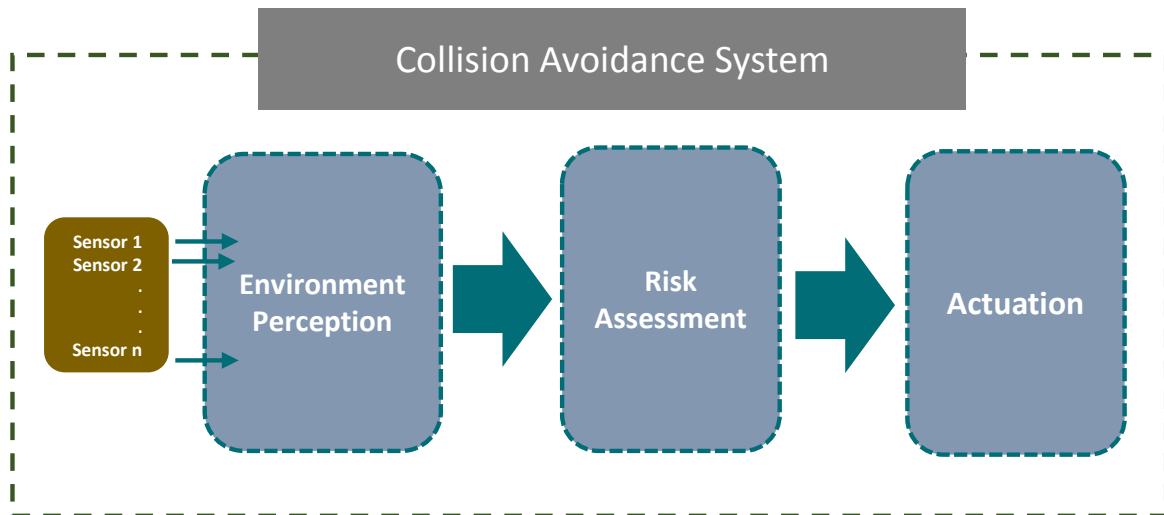 Collision Avoidance System
Sensor 1
Sensor 2
.
.
.
Sensor n
Environment
Perception
Risk
Assessment
Actuation